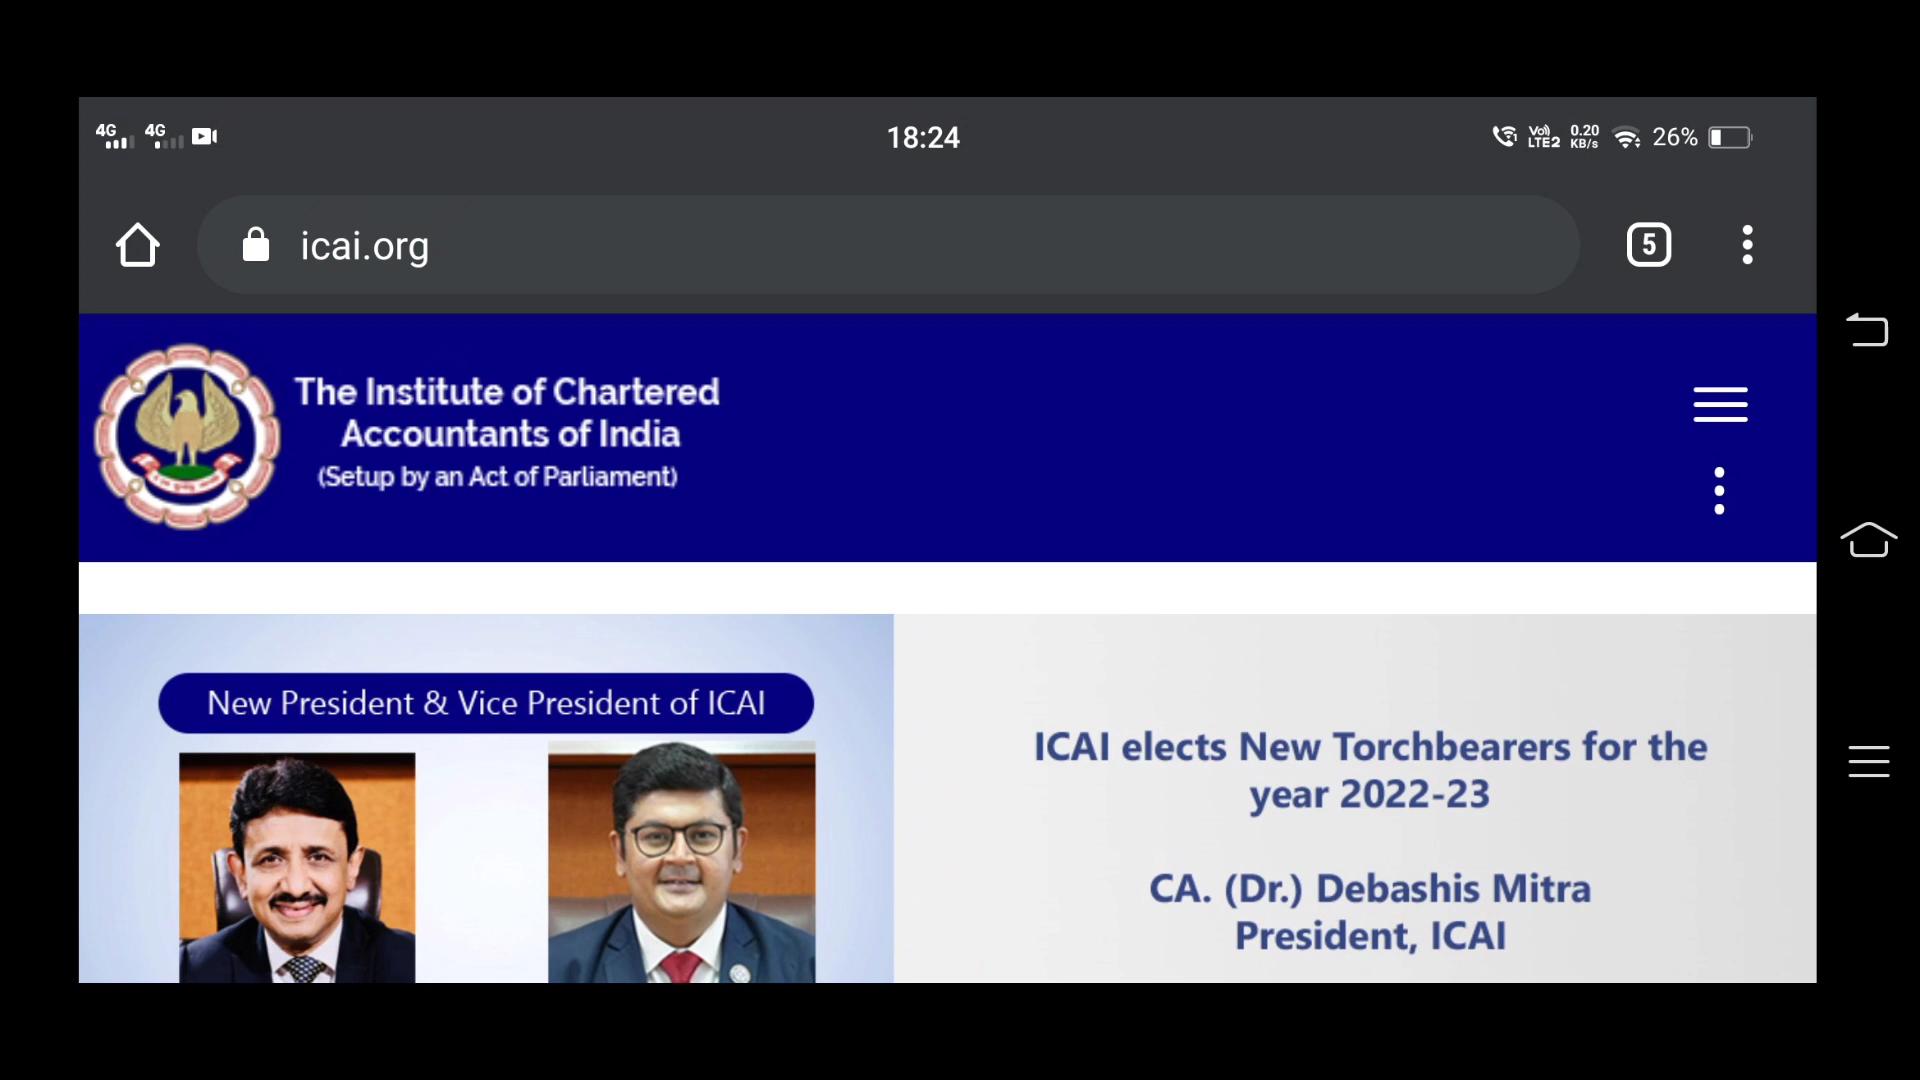 4G 4G 18:24 Vo) LTE2 0.20 KB/s 26%
icai.org 5
The Institute of Chartered
Accountants of India
(Setup by an Act of Parliament)
New President & Vice President of ICAI
ICAI elects New Torchbearers for the
year 2022-23
CA. (Dr.) Debashis Mitra
President, ICAI